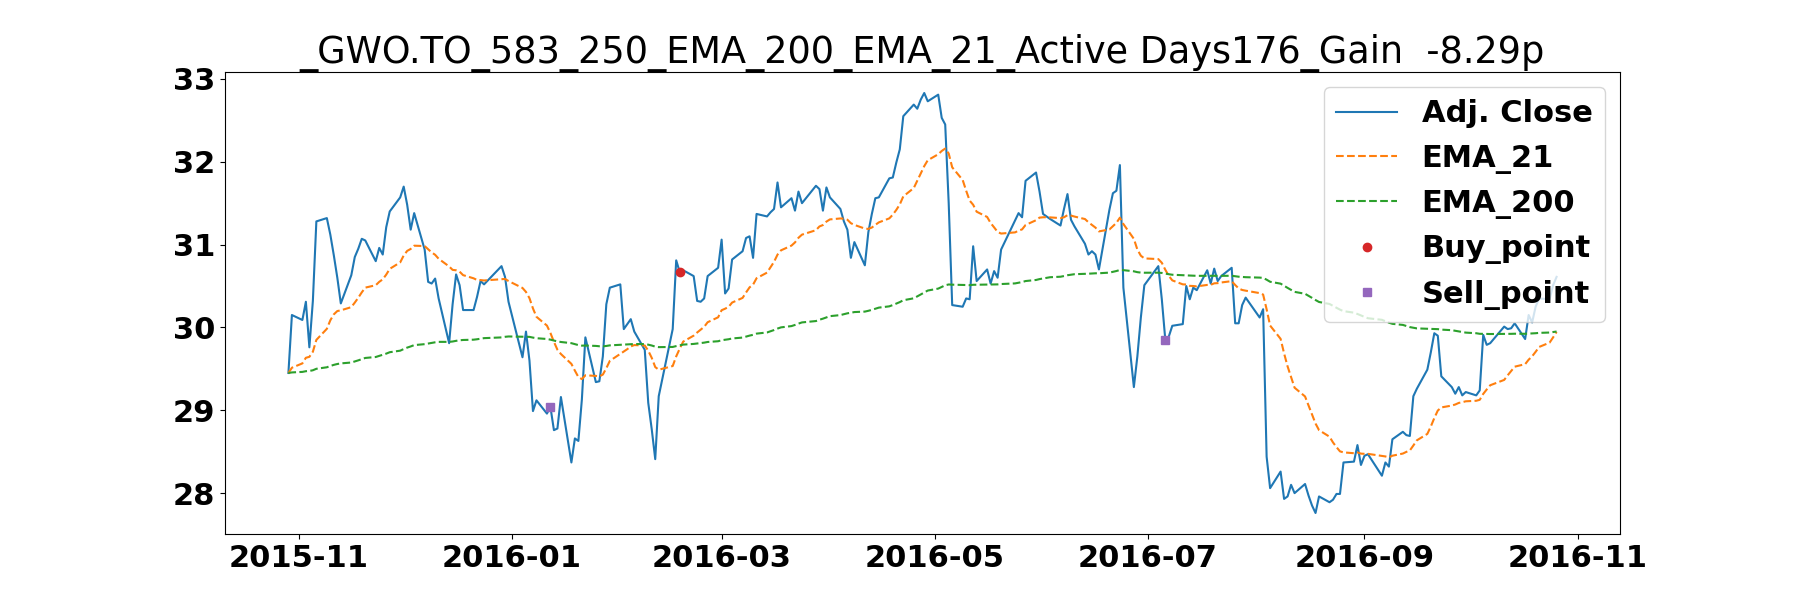 _GWO.TO_583_250_EMA_200_EMA_21_Active Days176_Gain  -8.29p
33
32
31
30
29
28
Adj. Close
EMA_21
EMA_200
Buy_point
Sell_point
2015-11 2016-01 2016-03 2016-05 2016-07 2016-09 2016-11